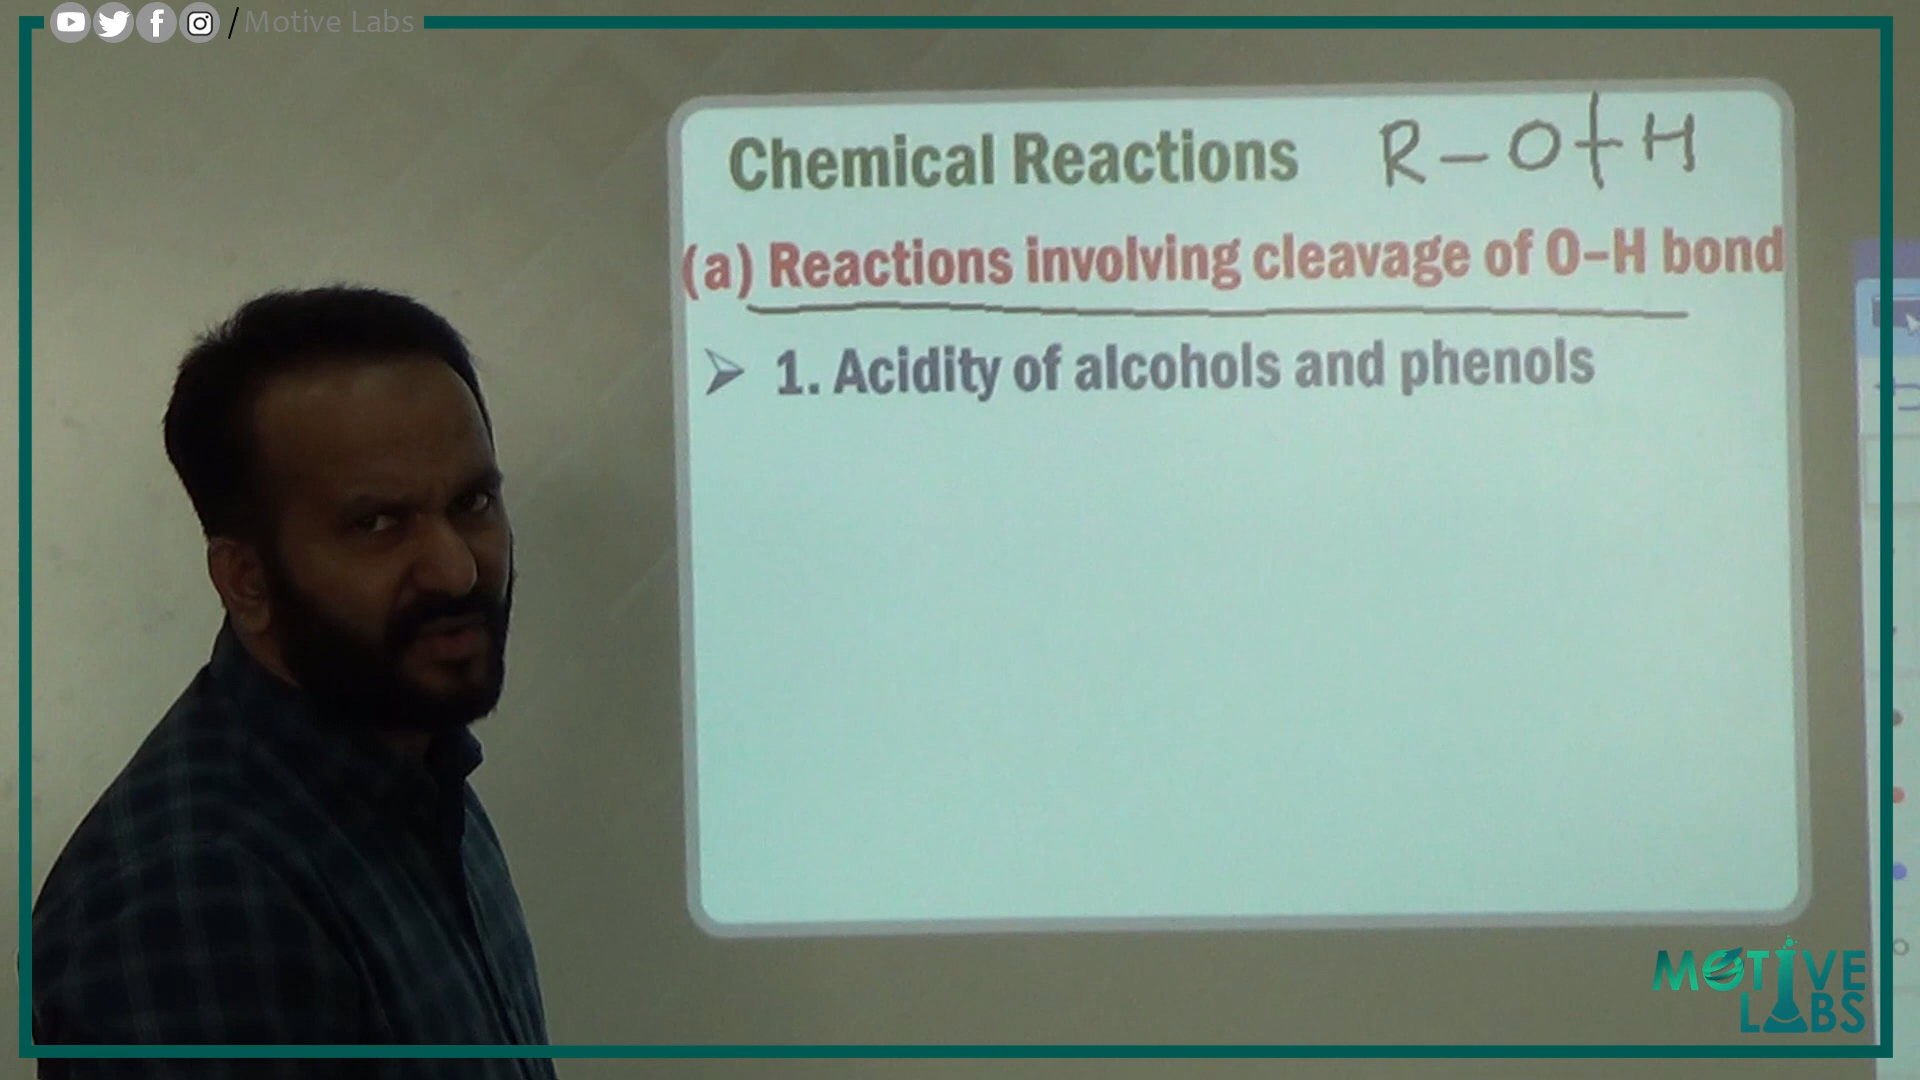 / Motive Labs
Chemical Reactions R-O-H
(a) Reactions involving cleavage of O–H bond
➢ 1. Acidity of alcohols and phenols
MOTIVE
LABS